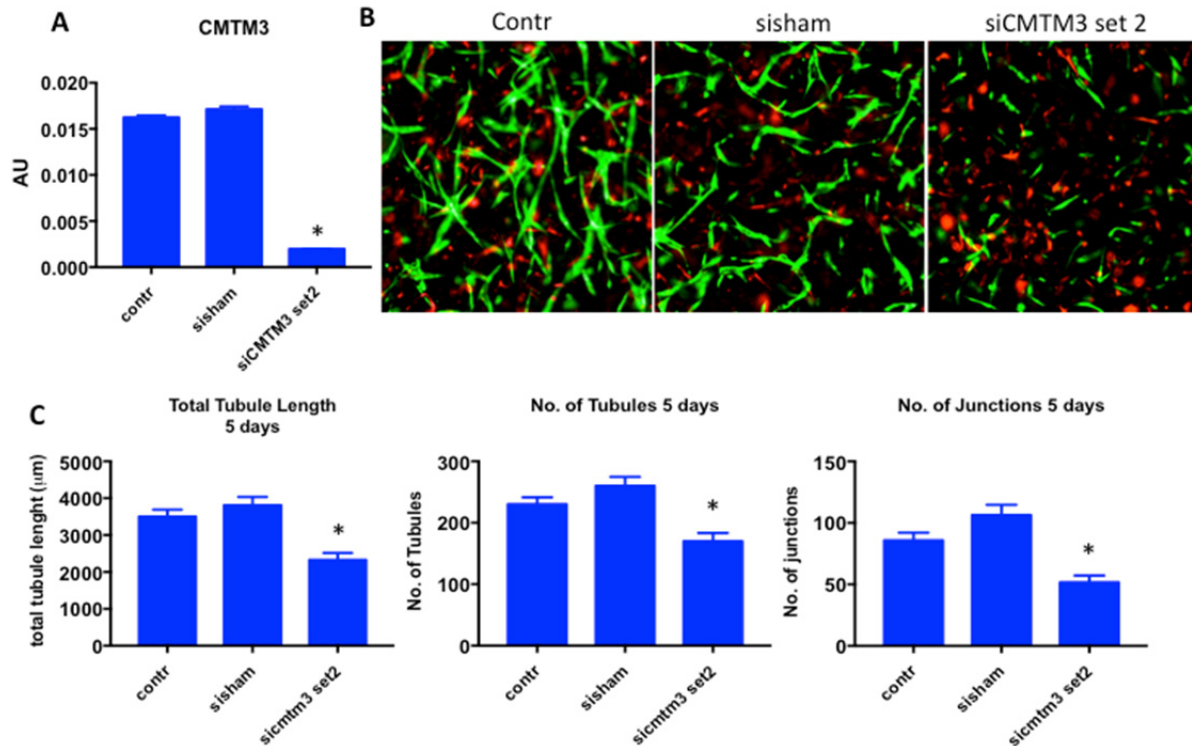 A
CMTM3
AU
0.020
0.015
0.010
0.005
0.000
*
contr
sisham
siCMTM3 set2
B
Contr
sisham
siCMTM3 set 2
C
Total Tubule Length
5 days
total tubule lenght (μm)
5000
4000
3000
2000
1000
0
*
contr
sisham
sicmtm3 set2
No. of Tubules 5 days
No. of Tubules
300
200
100
0
*
contr
sisham
sicmtm3 set2
No. of Junctions 5 days
No. of junctions
150
100
50
0
*
contr
sisham
sicmtm3 set2